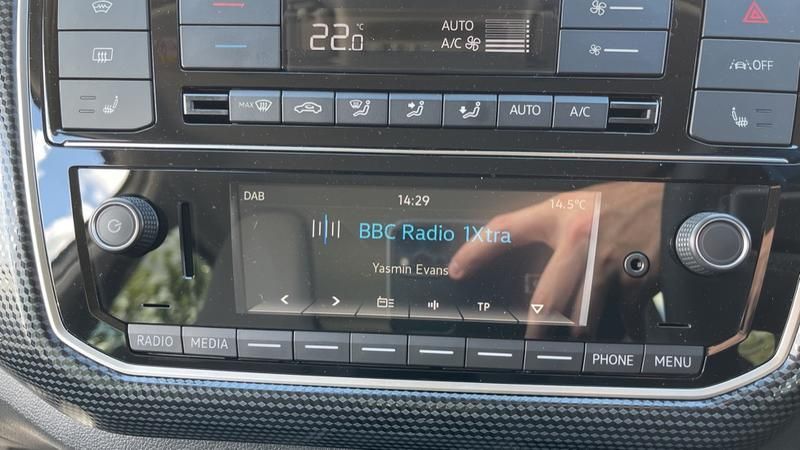 22.0 °C
AUTO
A/C
OFF
MAX
AUTO
A/C
DAB
14:29
14.5°C
BBC Radio 1Xtra
Yasmin Evans
TP
RADIO
MEDIA
PHONE
MENU